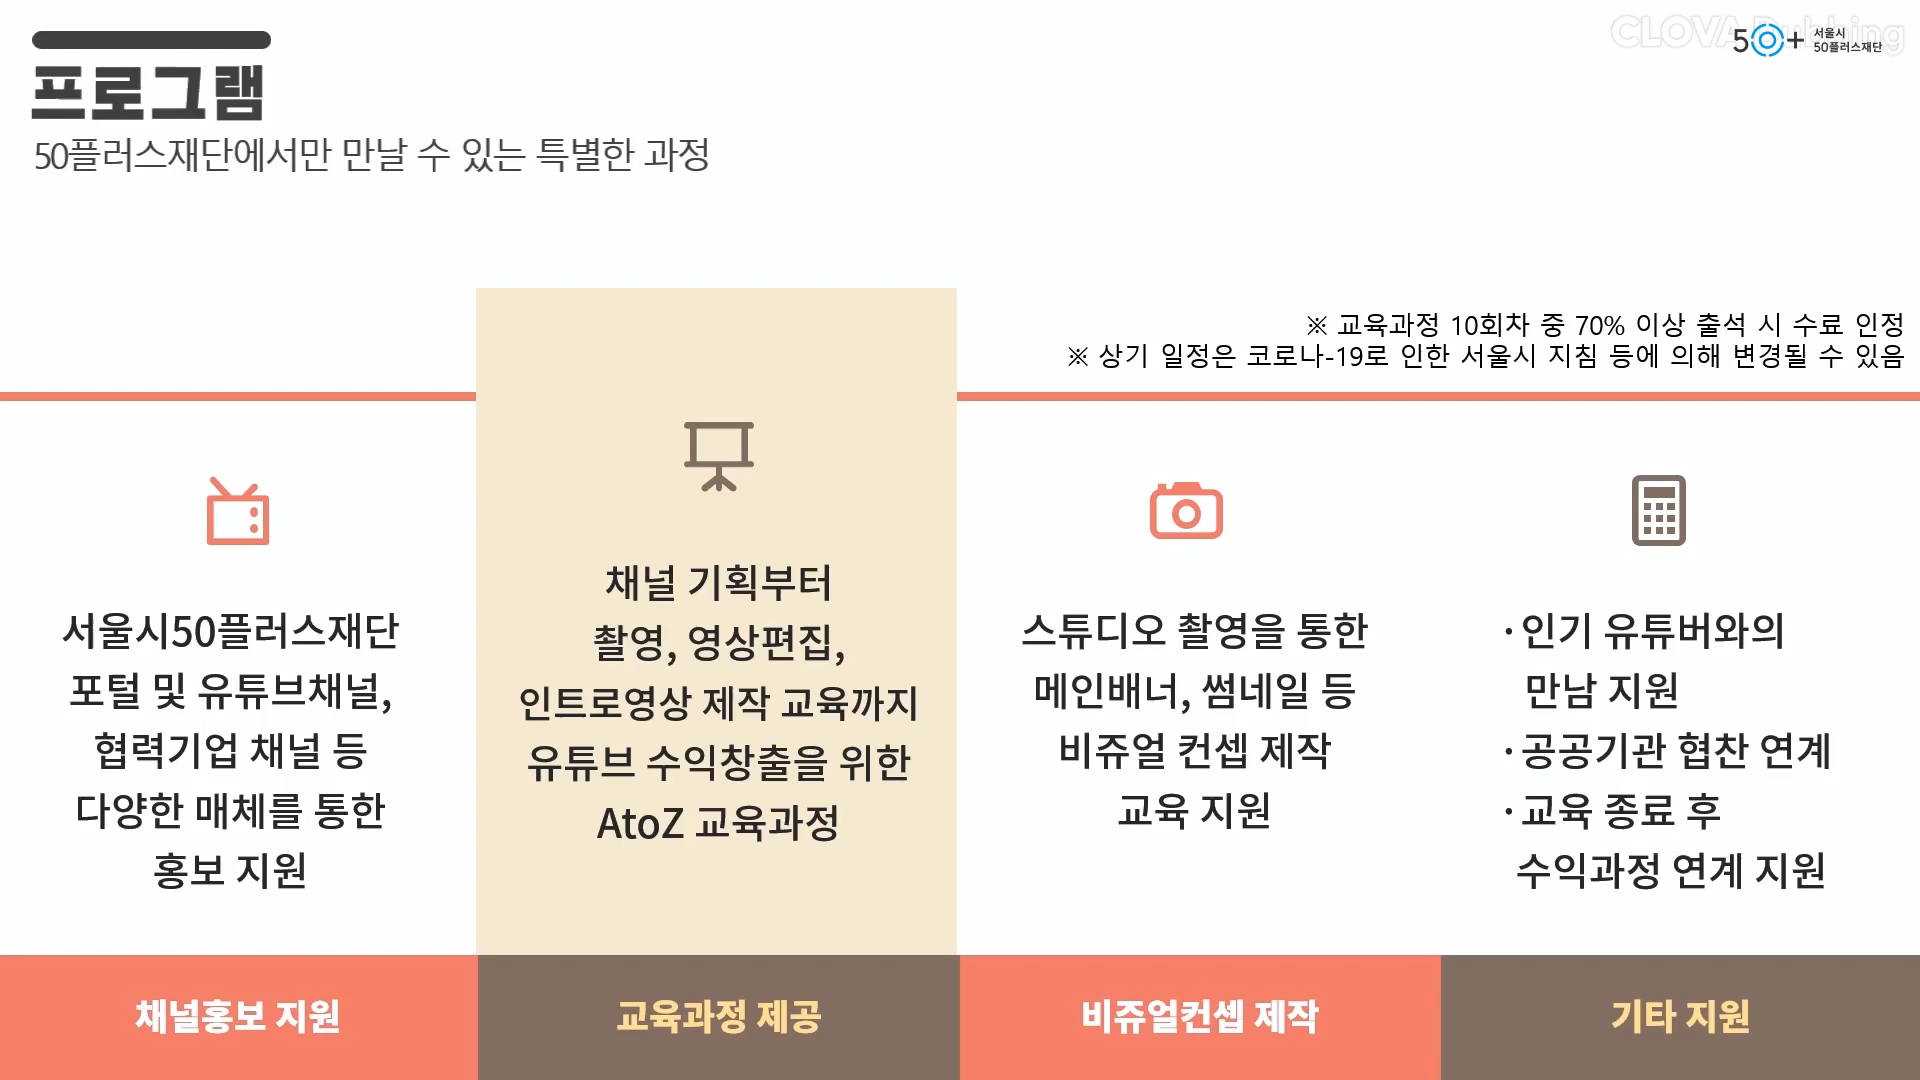 프로그램
50플러스재단에서만 만날 수 있는 특별한 과정
CLOVA Dubbing
50+ 서울시
50플러스재단
※ 교육과정 10회차 중 70% 이상 출석 시 수료 인정
※ 상기 일정은 코로나-19로 인한 서울시 지침 등에 의해 변경될 수 있음
서울시50플러스재단
포털 및 유튜브채널,
협력기업 채널 등
다양한 매체를 통한
홍보 지원
채널홍보 지원
채널 기획부터
촬영, 영상편집,
인트로영상 제작 교육까지
유튜브 수익창출을 위한
AtoZ 교육과정
교육과정 제공
스튜디오 촬영을 통한
메인배너, 썸네일 등
비쥬얼 컨셉 제작
교육 지원
비쥬얼컨셉 제작
·인기 유튜버와의
만남 지원
·공공기관 협찬 연계
·교육 종료 후
수익과정 연계 지원
기타 지원